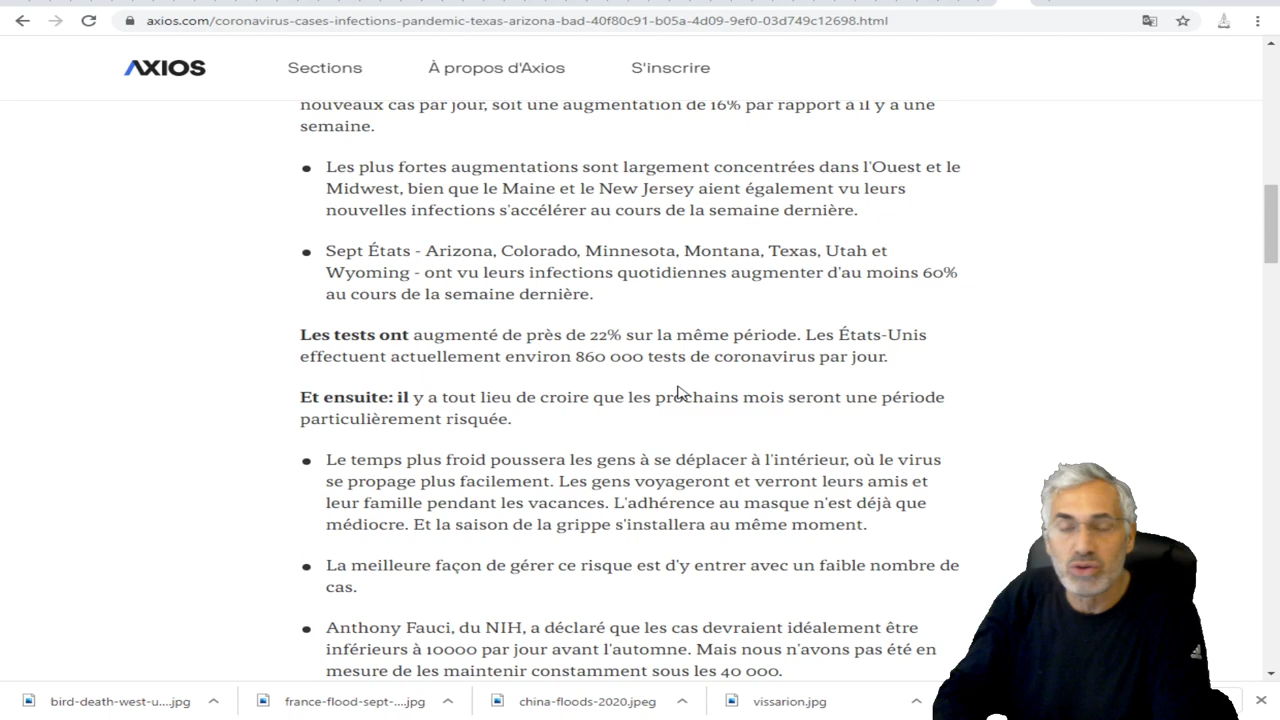 axios.com/coronavirus-cases-infections-pandemic-texas-arizona-bad-40f80c91-b05a-4d09-9ef0-03d749c12698.html
AXIOS
Sections
À propos d'Axios
S'inscrire
nouveaux cas par jour, soit une augmentation de 16% par rapport à il y a une
semaine.
● Les plus fortes augmentations sont largement concentrées dans l'Ouest et le
Midwest, bien que le Maine et le New Jersey aient également vu leurs
nouvelles infections s'accélérer au cours de la semaine dernière.
● Sept États - Arizona, Colorado, Minnesota, Montana, Texas, Utah et
Wyoming - ont vu leurs infections quotidiennes augmenter d'au moins 60%
au cours de la semaine dernière.
Les tests ont augmenté de près de 22% sur la même période. Les États-Unis
effectuent actuellement environ 860 000 tests de coronavirus par jour.
Et ensuite: il y a tout lieu de croire que les prochains mois seront une période
particulièrement risquée.
● Le temps plus froid poussera les gens à se déplacer à l'intérieur, où le virus
se propage plus facilement. Les gens voyageront et verront leurs amis et
leur famille pendant les vacances. L'adhérence au masque n'est déjà que
médiocre. Et la saison de la grippe s'installera au même moment.
● La meilleure façon de gérer ce risque est d'y entrer avec un faible nombre de
cas.
● Anthony Fauci, du NIH, a déclaré que les cas devraient idéalement être
inférieurs à 10000 par jour avant l'automne. Mais nous n'avons pas été en
mesure de les maintenir constamment sous les 40 000.
bird-death-west-u....jpg
france-flood-sept-....jpg
china-floods-2020.jpeg
vissarion.jpg